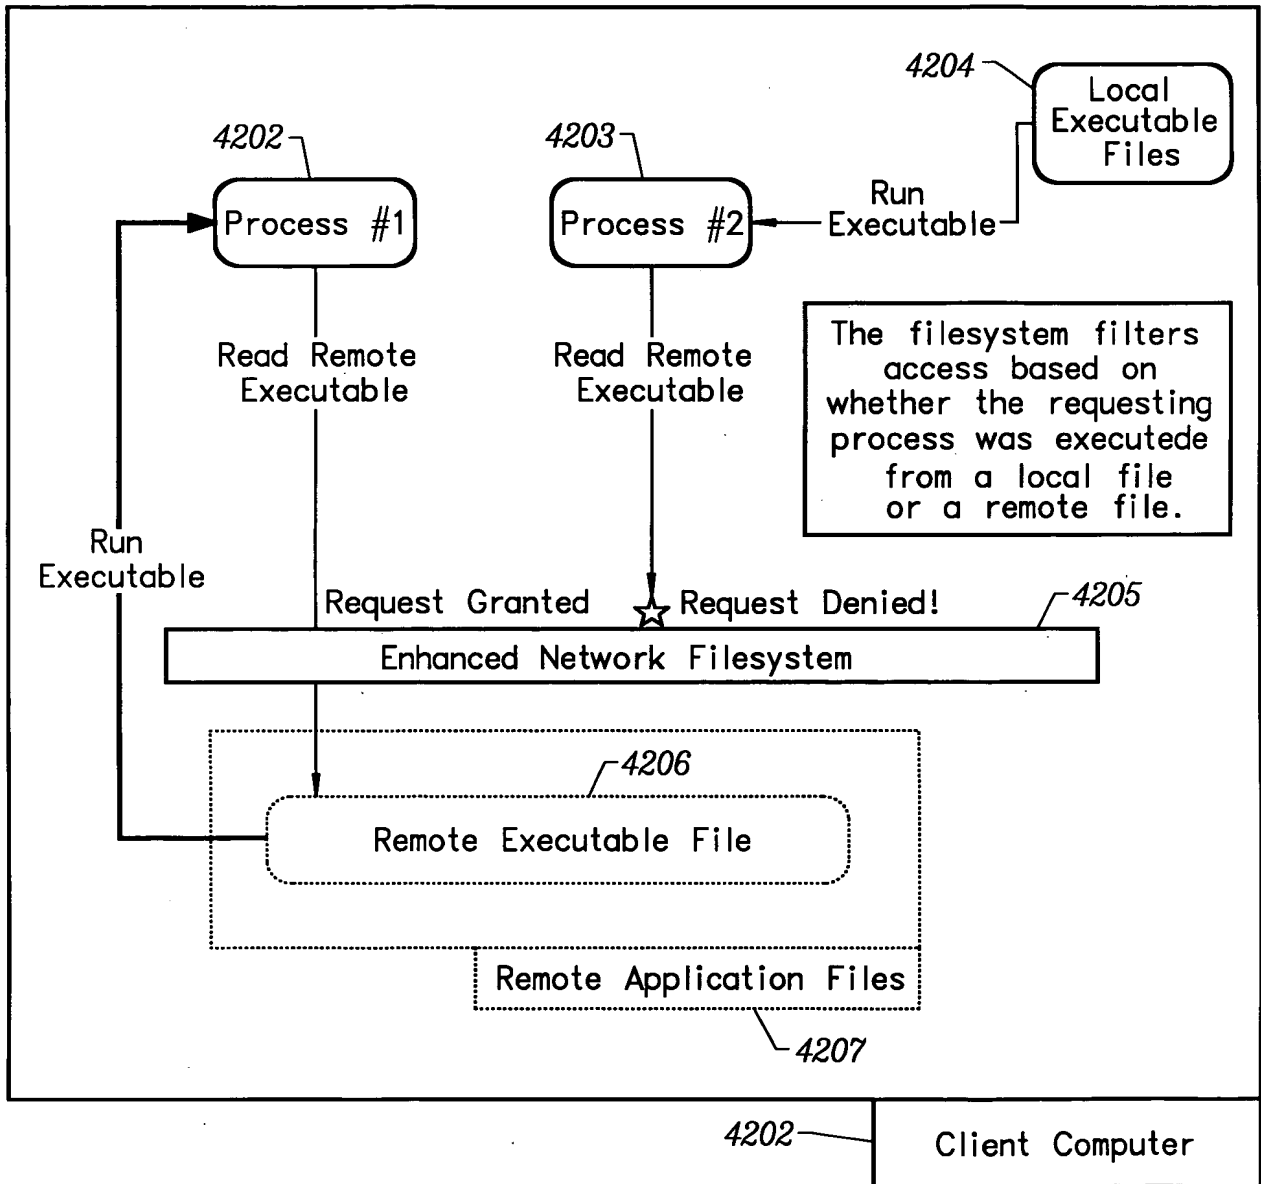 4204
Local
Executable
Files
4202
4203
Process #1
Process #2
Run
Executable
Read Remote
Executable
Read Remote
Executable
The filesystem filters
access based on
whether the requesting
process was executede
from a local file
or a remote file.
Run
Executable
Request Granted
Request Denied!
4205
Enhanced Network Filesystem
4206
Remote Executable File
Remote Application Files
4207
4202
Client Computer